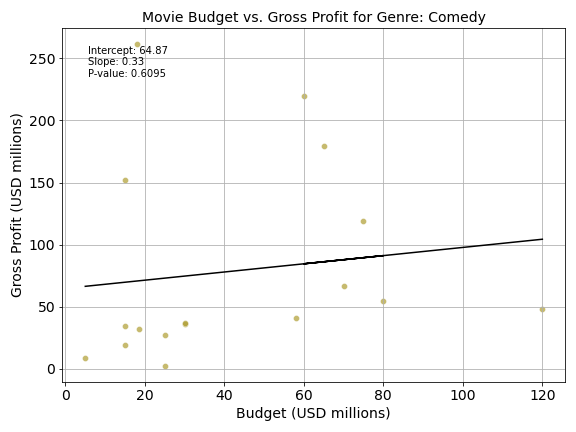 Movie Budget vs. Gross Profit for Genre: Comedy
Intercept: 64.87
Slope: 0.33
P-value: 0.6095
Gross Profit (USD millions)
250
200
150
100
50
0
0 20 40 60 80 100 120
Budget (USD millions)